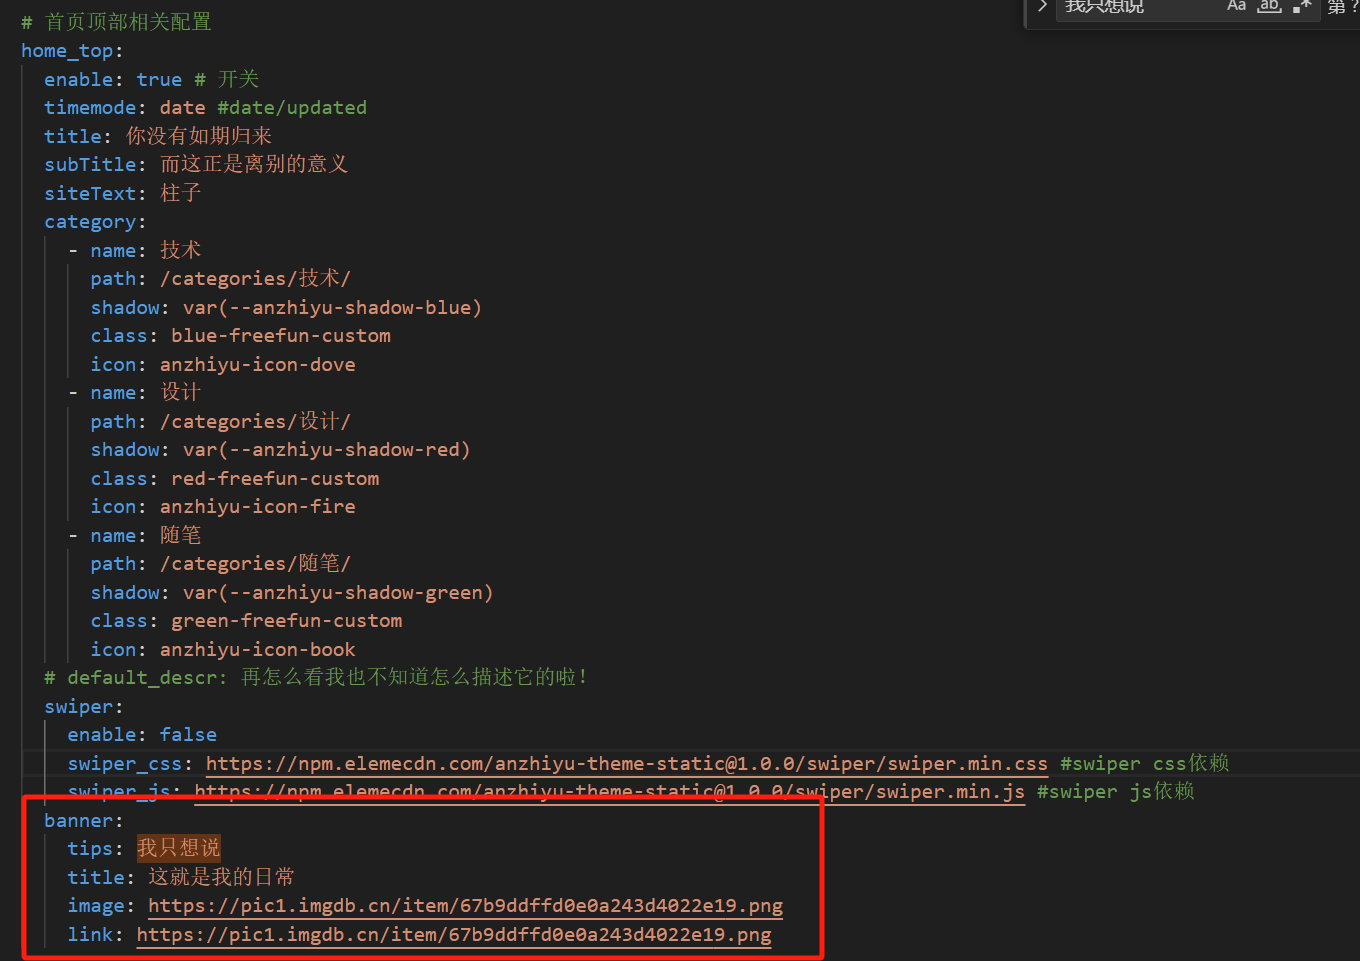 我只想说 Aa ab 第 ?
# 首页顶部相关配置
home_top:
enable: true # 开关
timemode: date #date/updated
title: 你没有如期归来
subTitle: 而这正是离别的意义
siteText: 柱子
category:
- name: 技术
path: /categories/技术/
shadow: var(--anzhiyu-shadow-blue)
class: blue-freefun-custom
icon: anzhiyu-icon-dove
- name: 设计
path: /categories/设计/
shadow: var(--anzhiyu-shadow-red)
class: red-freefun-custom
icon: anzhiyu-icon-fire
- name: 随笔
path: /categories/随笔/
shadow: var(--anzhiyu-shadow-green)
class: green-freefun-custom
icon: anzhiyu-icon-book
# default_descr: 再怎么看我也不知道怎么描述它的啦!
swiper:
enable: false
swiper_css: https://npm.elemecdn.com/anzhiyu-theme-static@1.0.0/swiper/swiper.min.css #swiper css依赖
swiper_js: https://npm.elemecdn.com/anzhiyu-theme-static@1.0.0/swiper/swiper.min.js #swiper js依赖
banner:
tips: 我只想说
title: 这就是我的日常
image: https://pic1.imgdb.cn/item/67b9ddffd0e0a243d4022e19.png
link: https://pic1.imgdb.cn/item/67b9ddffd0e0a243d4022e19.png